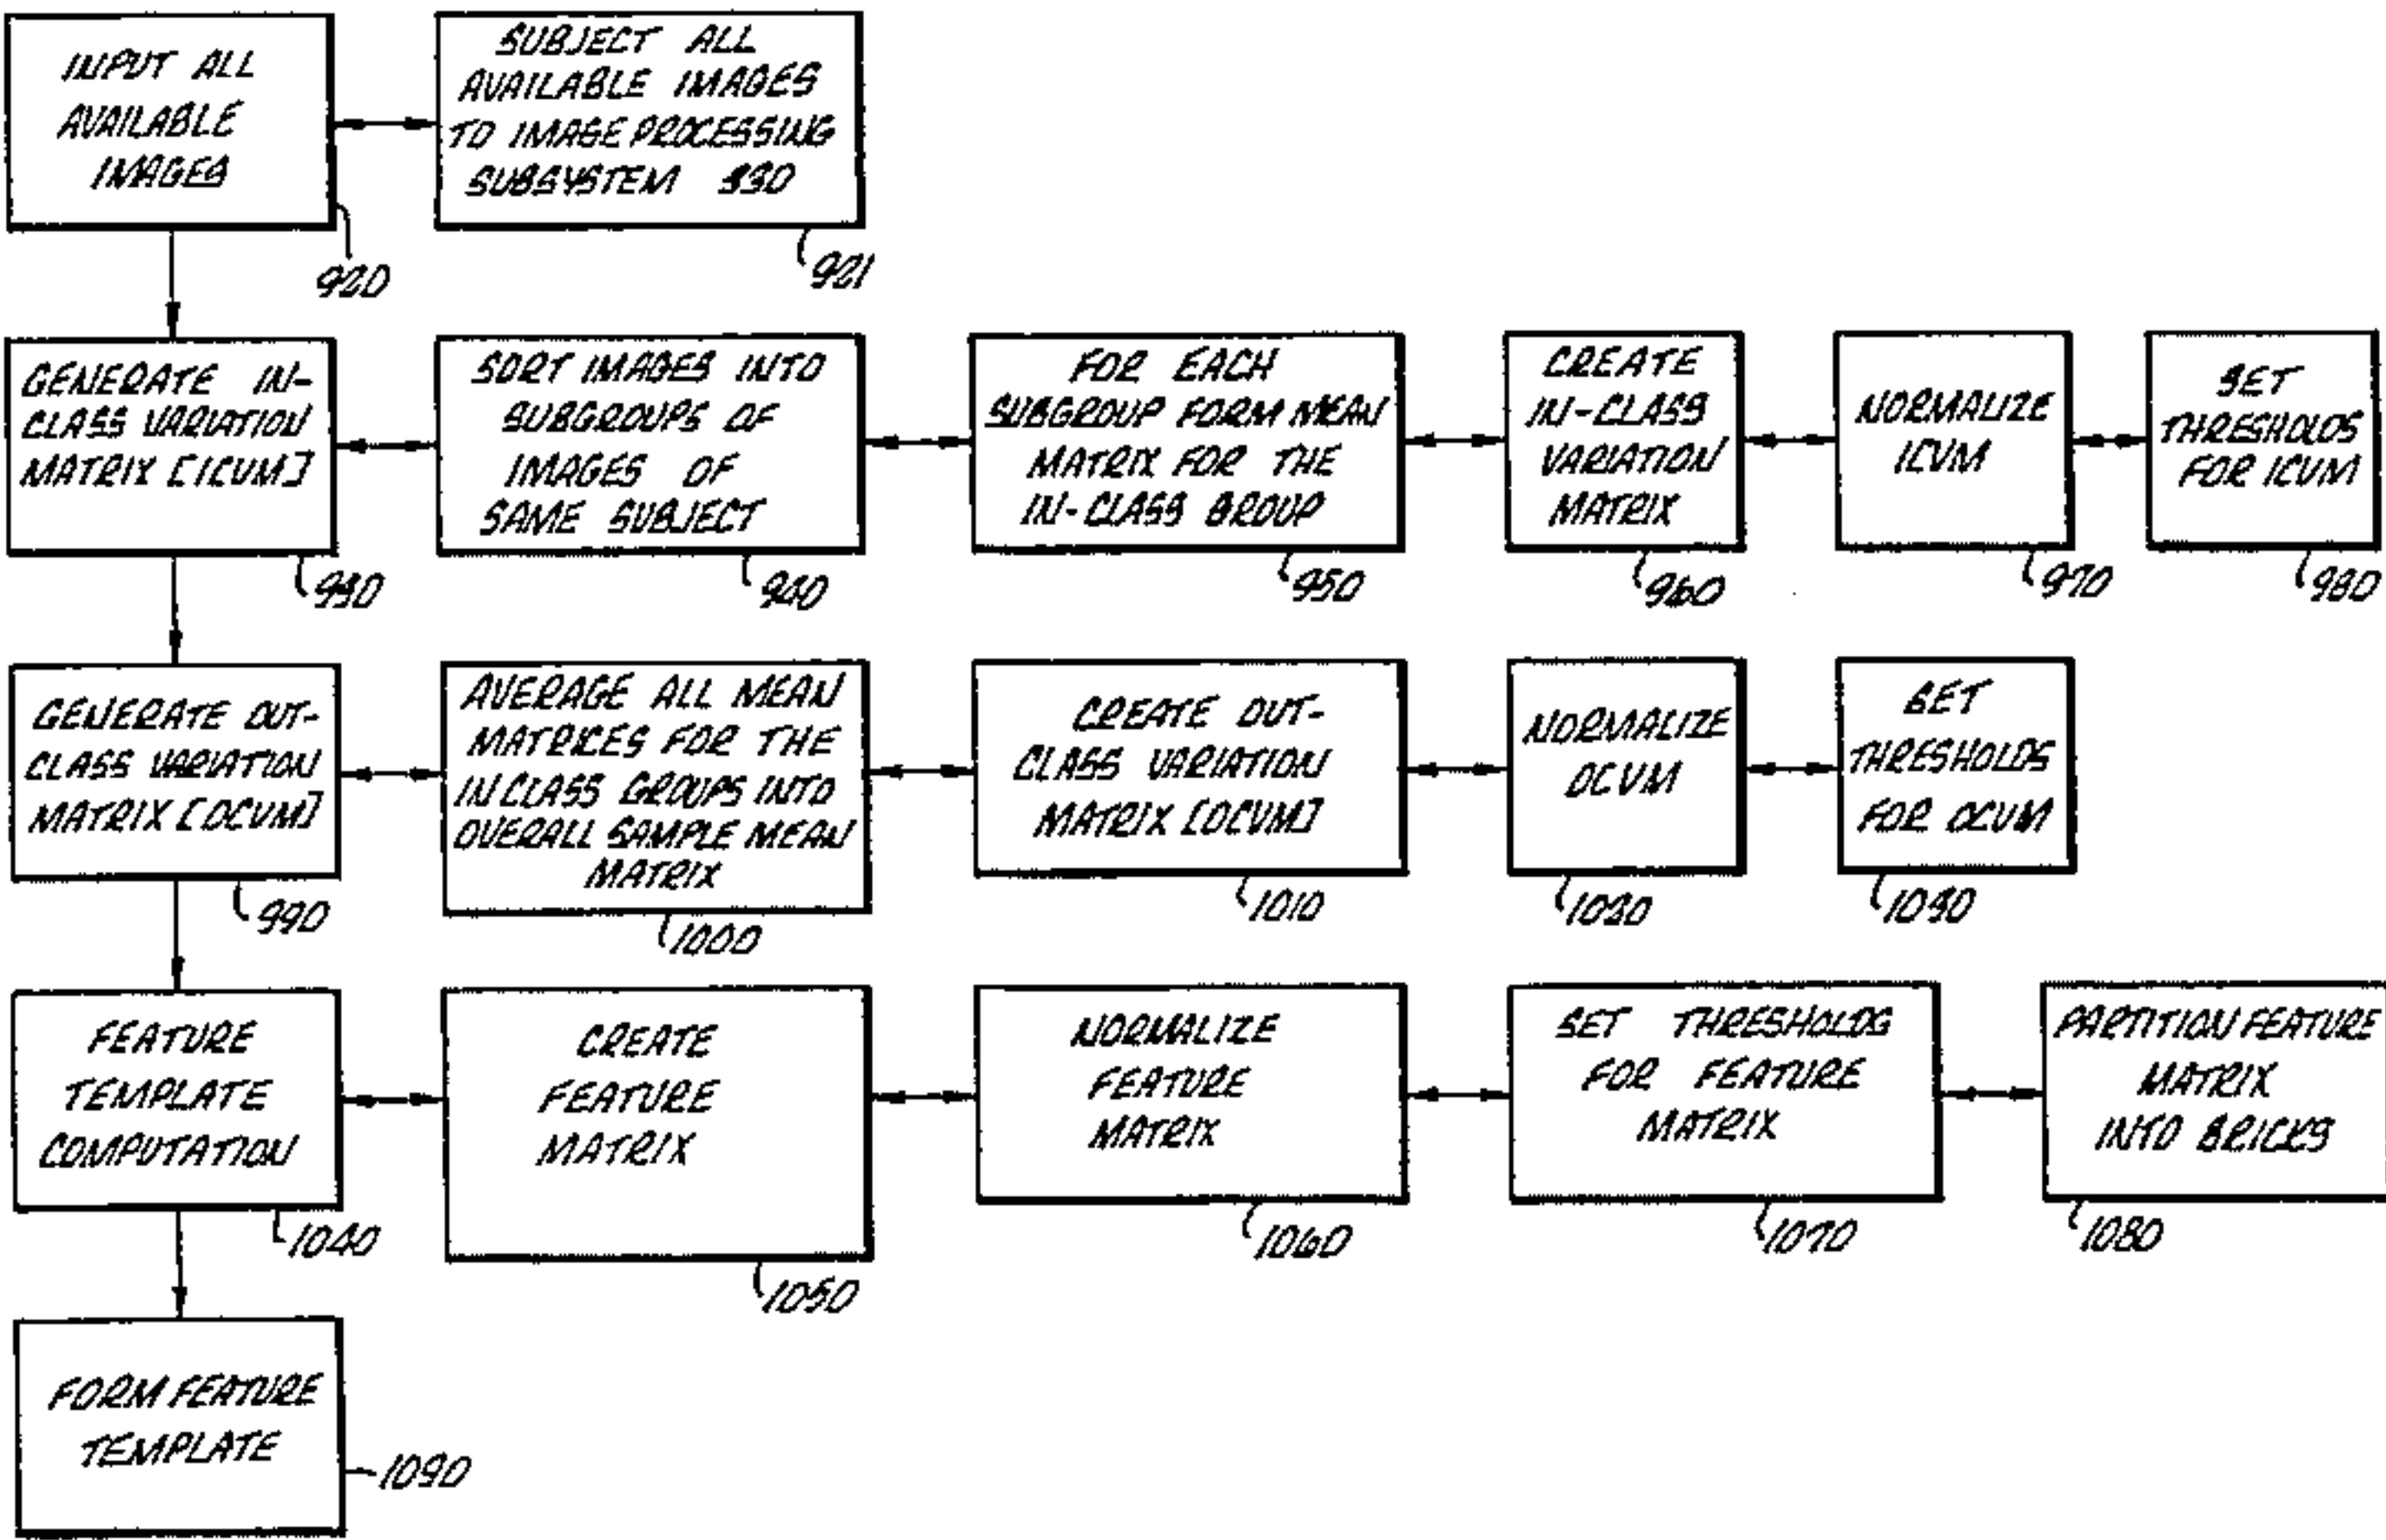 INPUT ALL
AVAILABLE
IMAGES
920
SUBJECT ALL
AVAILABLE IMAGES
TO IMAGE PROCESSING
SUBSYSTEM
921
GENERATE IN-
CLASS VARIATION
MATRIX [ICVM]
930
SORT IMAGES INTO
SUBGROUPS OF
IMAGES OF
SAME SUBJECT
940
FOR EACH
SUBGROUP FORM MEAN
MATRIX FOR THE
IN-CLASS GROUP
950
CREATE
IN-CLASS
VARIATION
MATRIX
960
NORMALIZE
ICVM
970
SET
THRESHOLDS
FOR ICVM
980
GENERATE OUT-
CLASS VARIATION
MATRIX [OCVM]
990
AVERAGE ALL MEAN
MATRICES FOR THE
IN CLASS GROUPS INTO
OVERALL SAMPLE MEAN
MATRIX
1000
CREATE OUT-
CLASS VARIATION
MATRIX [OCVM]
1010
NORMALIZE
OCVM
1020
SET
THRESHOLDS
FOR OCVM
1030
FEATURE
TEMPLATE
COMPUTATION
1040
CREATE
FEATURE
MATRIX
1050
NORMALIZE
FEATURE
MATRIX
1060
SET THRESHOLDS
FOR FEATURE
MATRIX
1070
PARTITION FEATURE
MATRIX
INTO BRICKS
1080
FORM FEATURE
TEMPLATE
1090